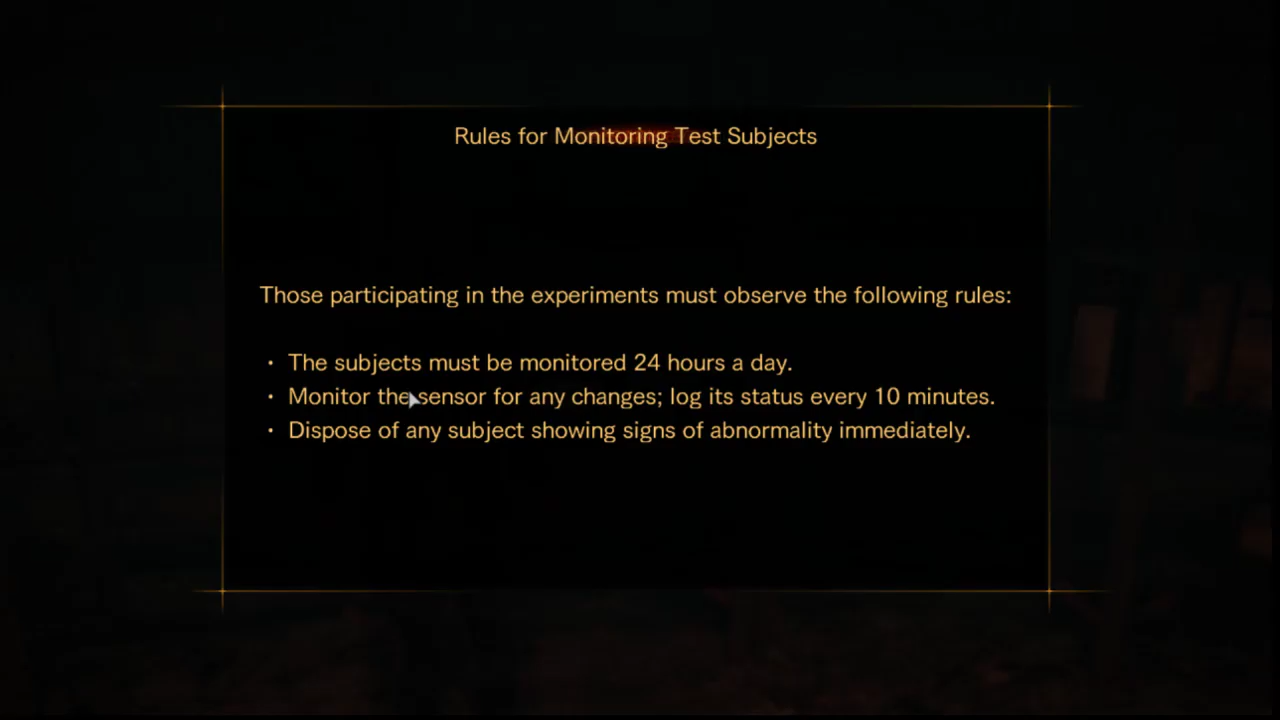 Rules for Monitoring Test Subjects
Those participating in the experiments must observe the following rules:
・ The subjects must be monitored 24 hours a day.
・ Monitor the sensor for any changes; log its status every 10 minutes.
・ Dispose of any subject showing signs of abnormality immediately.